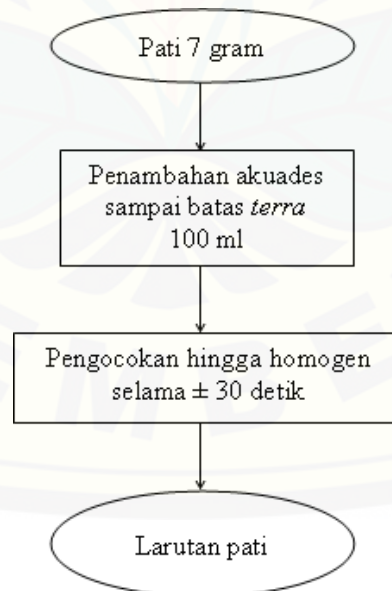 Pati 7 gram
Penambahan akuades
sampai batas terra
100 ml
Pengocokan hingga homogen
selama ± 30 detik
Larutan pati